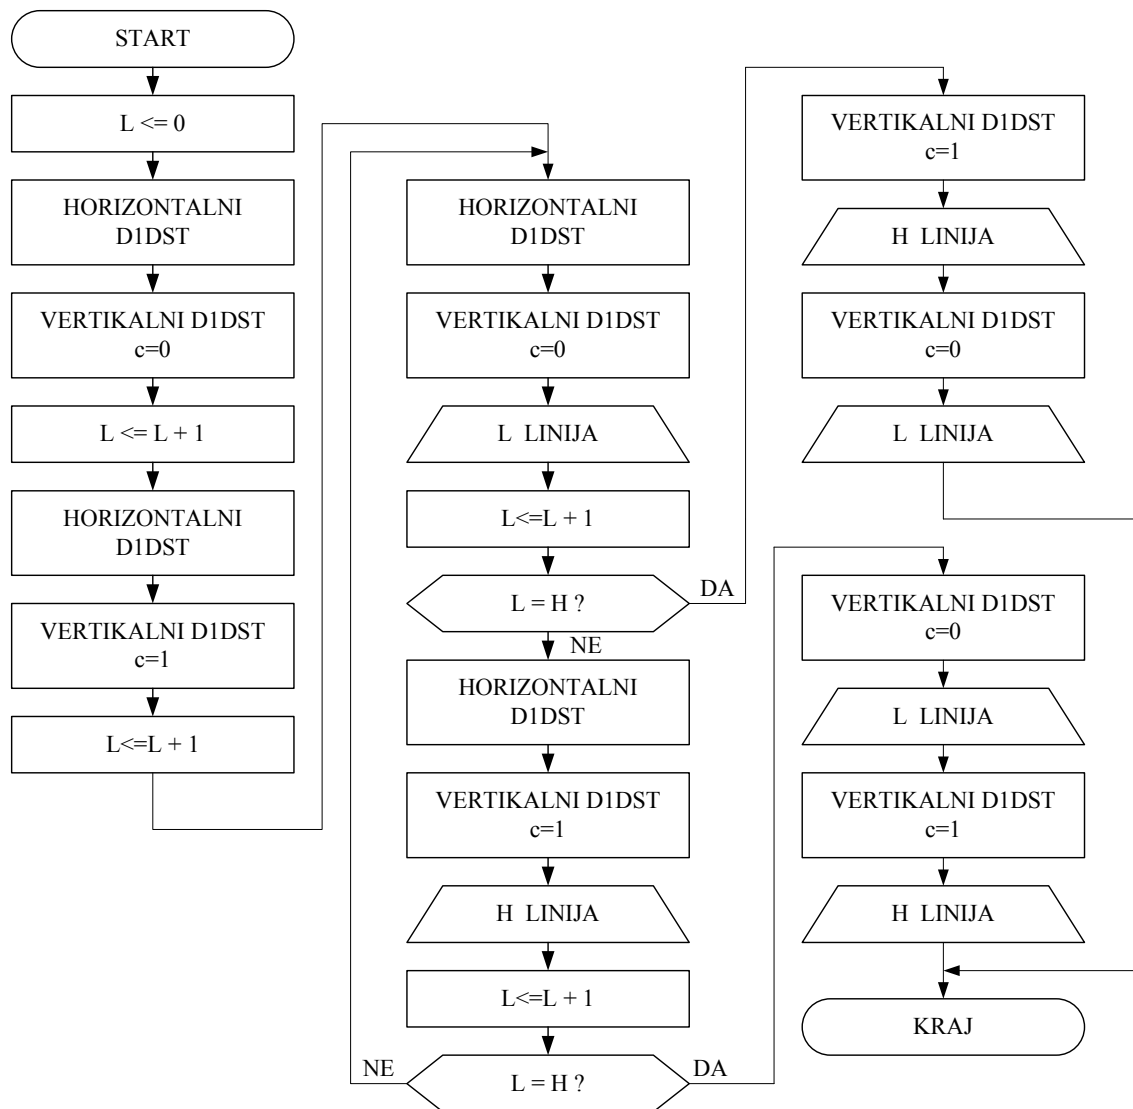 START
L <= 0
HORIZONTALNI
D1DST
VERTIKALNI D1DST
c=0
L <= L + 1
HORIZONTALNI
D1DST
VERTIKALNI D1DST
c=1
L<=L + 1
HORIZONTALNI
D1DST
VERTIKALNI D1DST
c=0
L LINIJA
L<=L + 1
L = H ?
DA
NE
HORIZONTALNI
D1DST
VERTIKALNI D1DST
c=1
H LINIJA
L<=L + 1
NE
L = H ?
DA
VERTIKALNI D1DST
c=1
H LINIJA
VERTIKALNI D1DST
c=0
L LINIJA
VERTIKALNI D1DST
c=0
L LINIJA
VERTIKALNI D1DST
c=1
H LINIJA
KRAJ